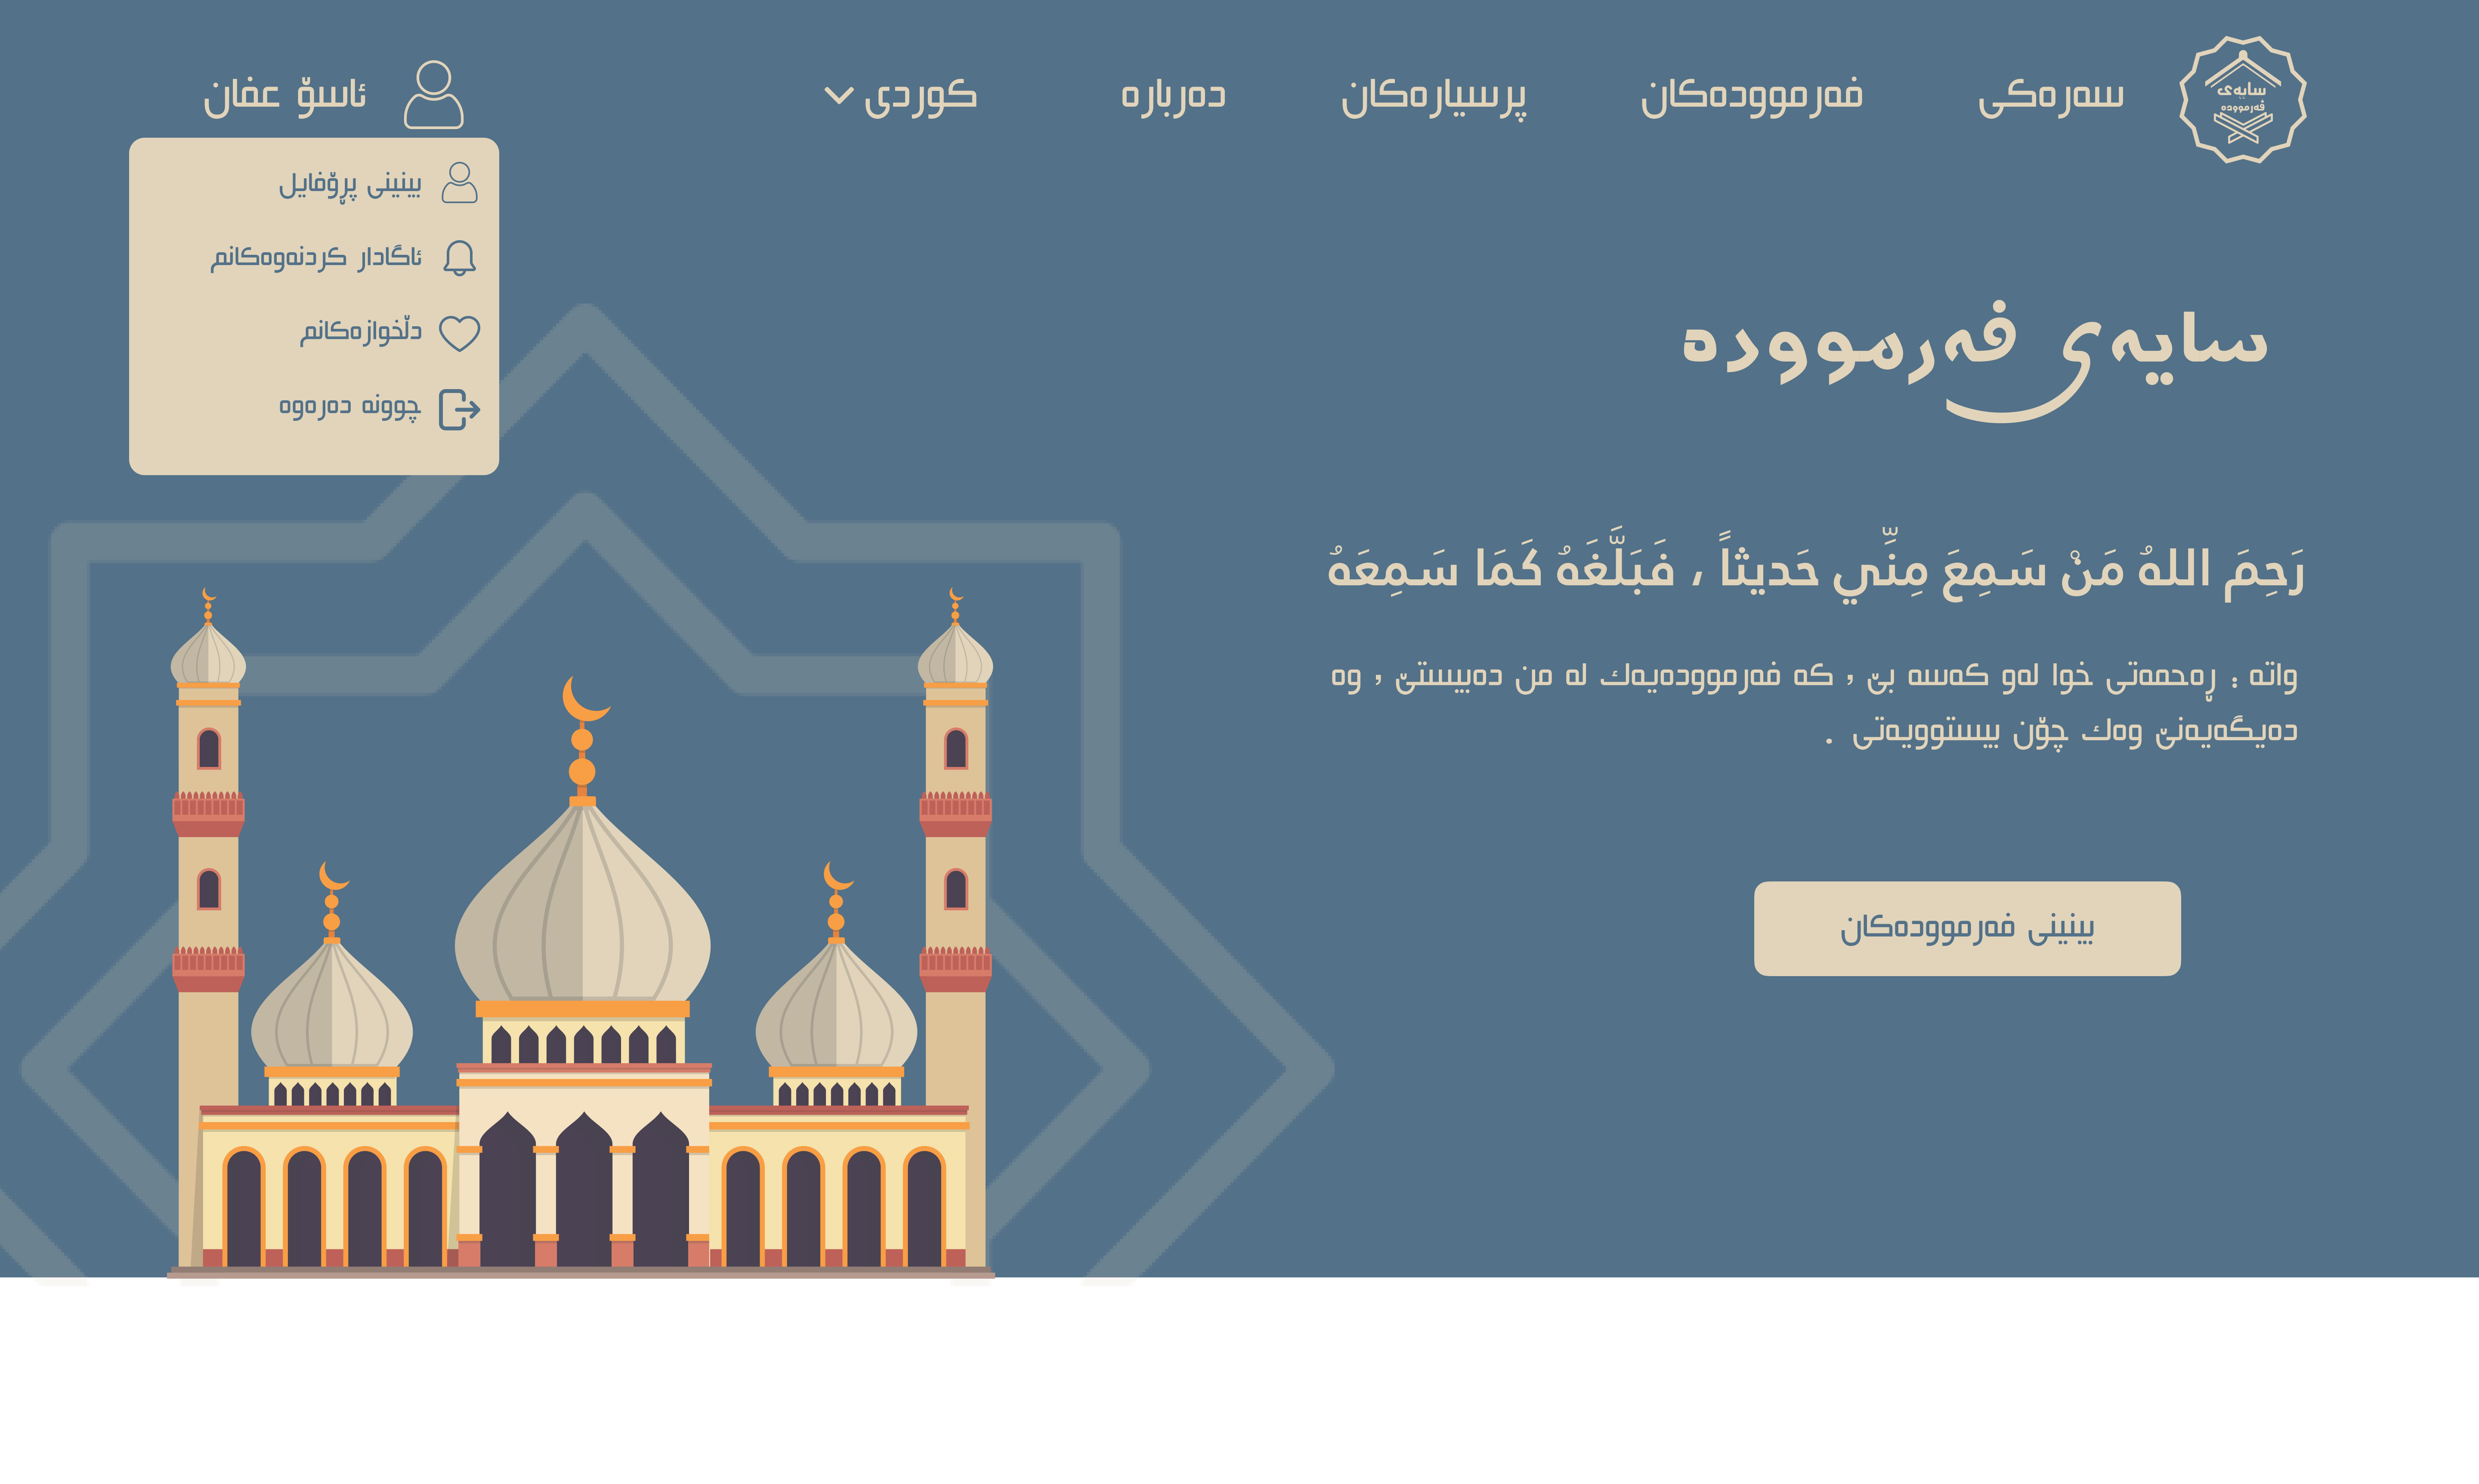 سایەی
فەرموودە
سەرەکی
فەرموودەکان
پرسیارەکان
دەربارە
کوردی
ئاسۆ عفان
بینینی پڕۆفایل
ئاگادار کردنەوەکانم
دڵخوازەکانم
چوونە دەرەوە
سایەی فەرموودە
رَحِمَ اللهُ مَنْ سَمِعَ مِنِّي حَديثاً ، فَبَلَّغَهُ كَمَا سَمِعَهُ
واتە : ڕەحمەتی خوا لەو کەسە بێ , کە فەرموودەیەك لە من دەبیستێ , وە
دەیگەیەنێ وەك چۆن بیستوویەتی .
بینینی فەرموودەکان